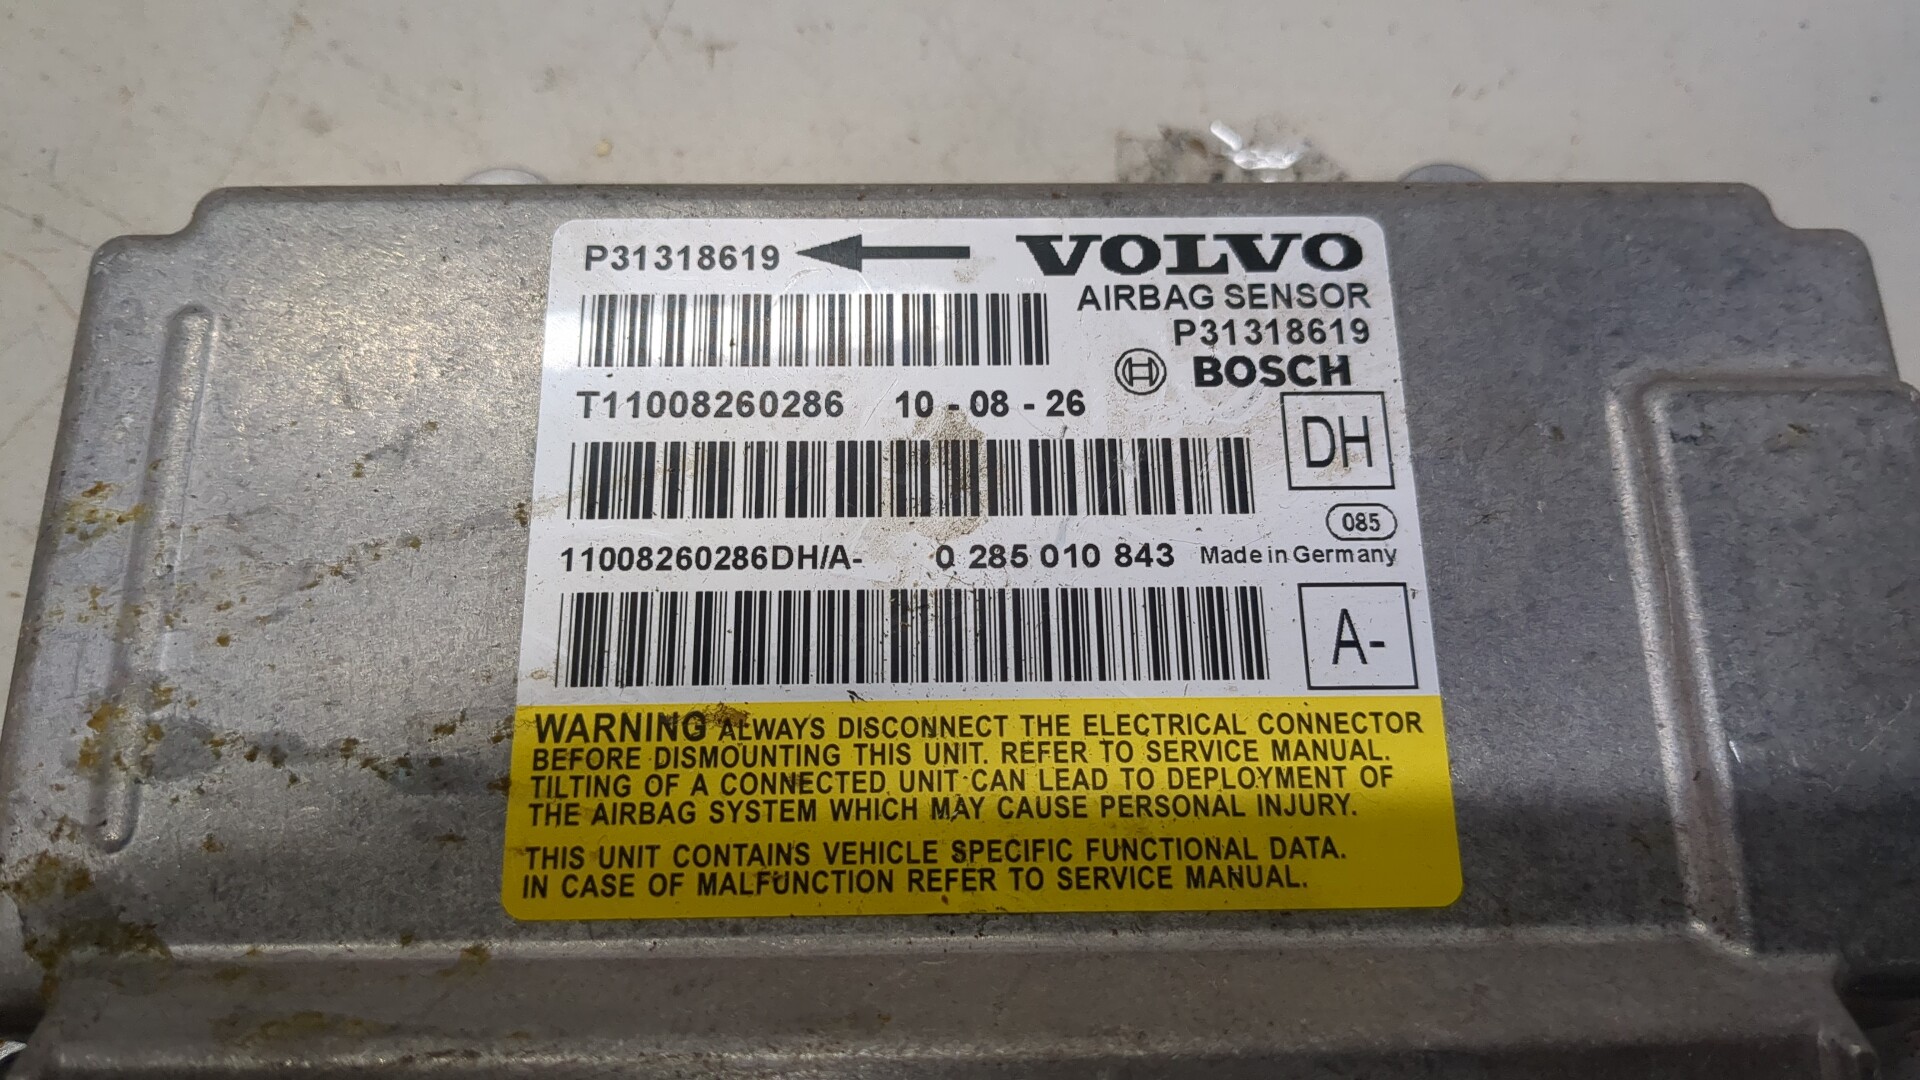 P31318619
VOLVO
AIRBAG SENSOR
P31318619
BOSCH
T11008260286 10 - 08 - 26
DH
085
11008260286DH/A- 0 285 010 843 Made in Germany
A-
WARNING ALWAYS DISCONNECT THE ELECTRICAL CONNECTOR
BEFORE DISMOUNTING THIS UNIT. REFER TO SERVICE MANUAL.
TILTING OF A CONNECTED UNIT CAN LEAD TO DEPLOYMENT OF
THE AIRBAG SYSTEM WHICH MAY CAUSE PERSONAL INJURY.
THIS UNIT CONTAINS VEHICLE SPECIFIC FUNCTIONAL DATA.
IN CASE OF MALFUNCTION REFER TO SERVICE MANUAL.